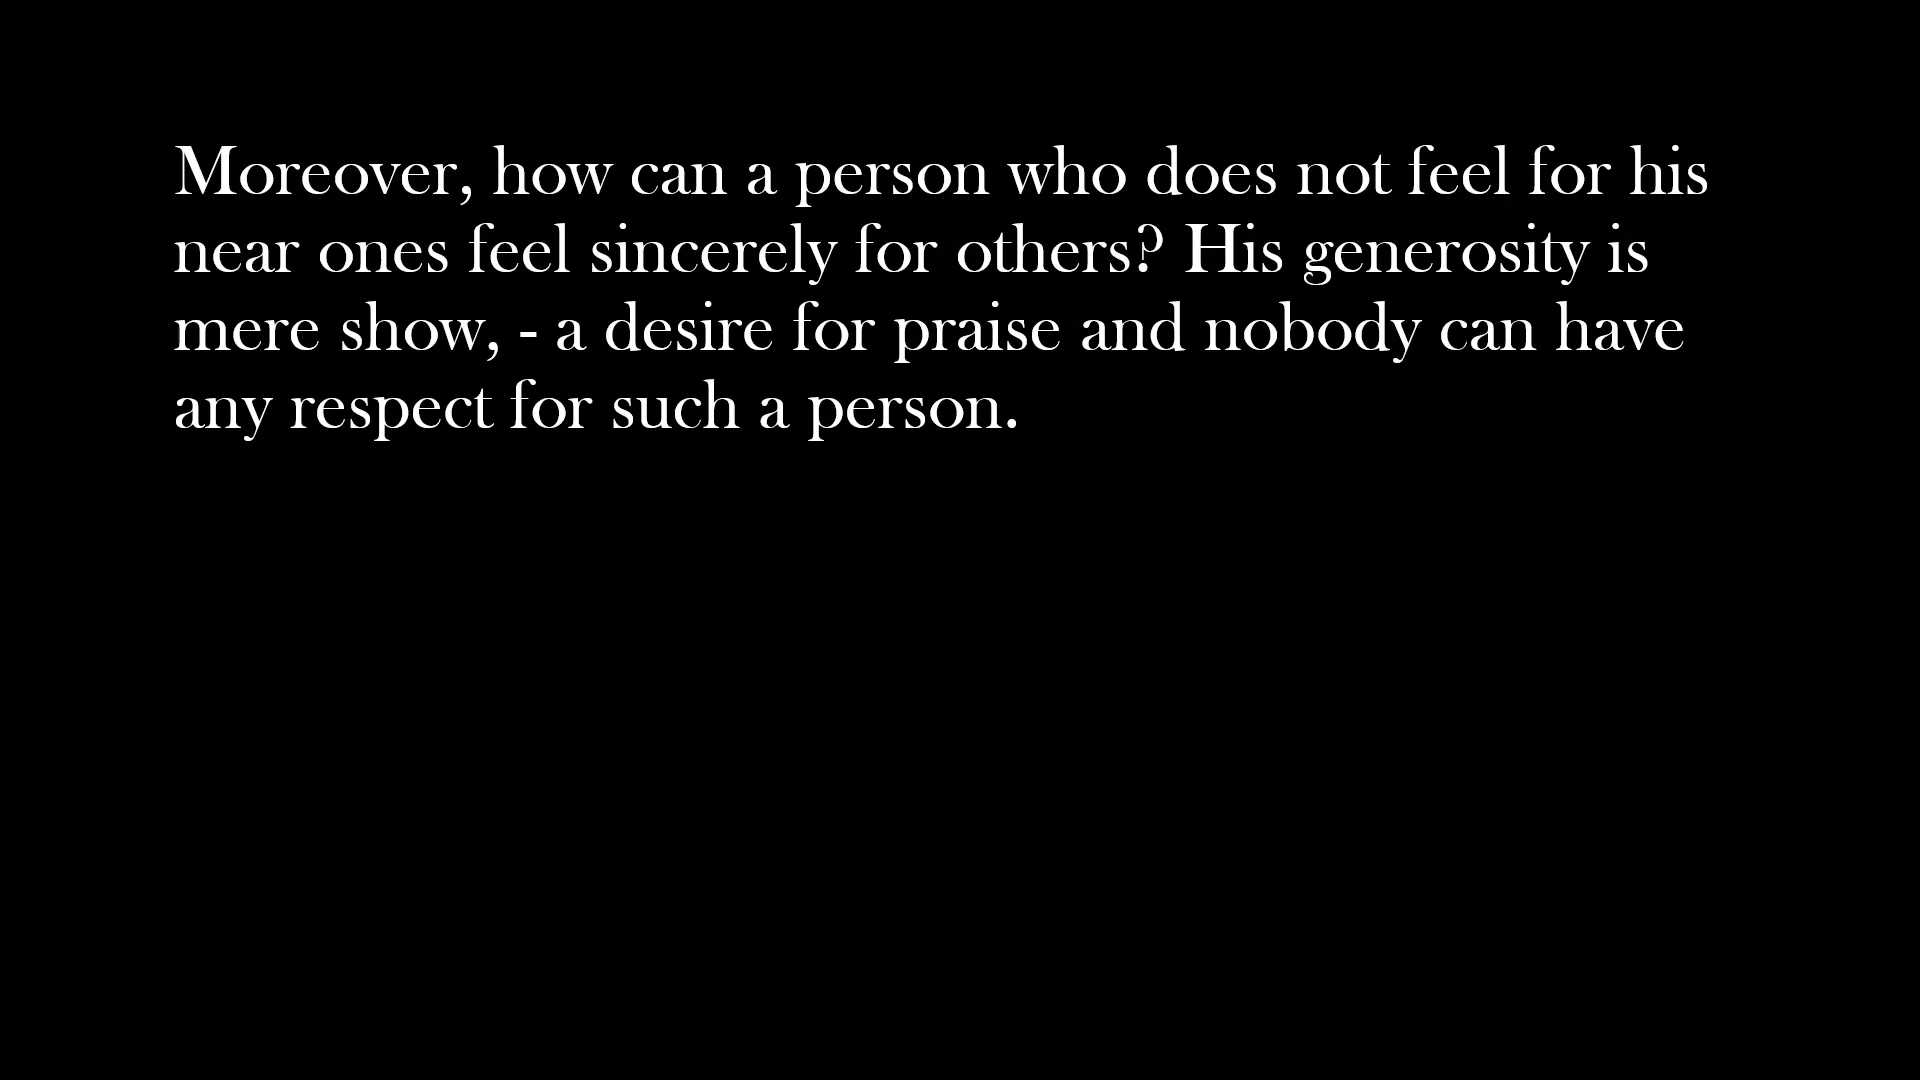 Moreover, how can a person who does not feel for his
near ones feel sincerely for others? His generosity is
mere show, - a desire for praise and nobody can have
any respect for such a person.